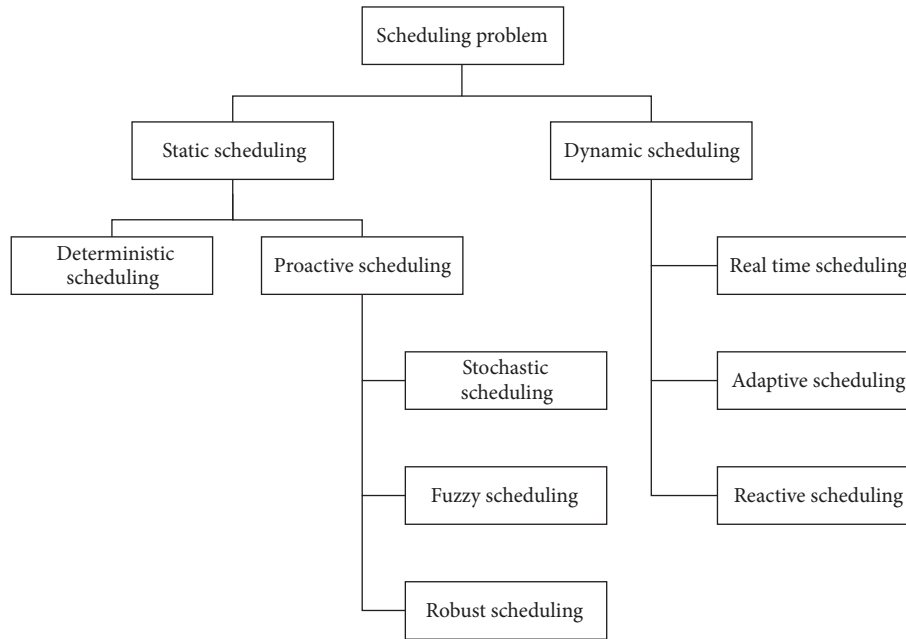 Scheduling problem
Static scheduling
Dynamic scheduling
Deterministic
scheduling
Proactive scheduling
Real time scheduling
Stochastic
scheduling
Adaptive scheduling
Fuzzy scheduling
Reactive scheduling
Robust scheduling